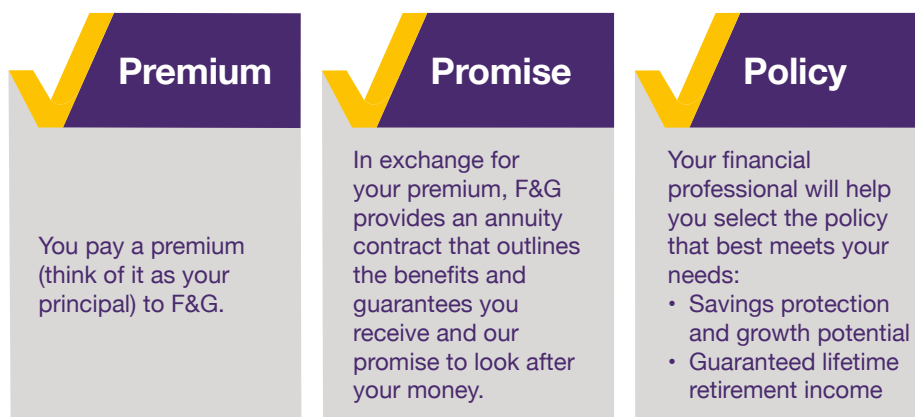 Premium
You pay a premium
(think of it as your
principal) to F&G.
Promise
In exchange for
your premium, F&G
provides an annuity
contract that outlines
the benefits and
guarantees you
receive and our
promise to look after
your money.
Policy
Your financial
professional will help
you select the policy
that best meets your
needs:
• Savings protection
and growth potential
• Guaranteed lifetime
retirement income